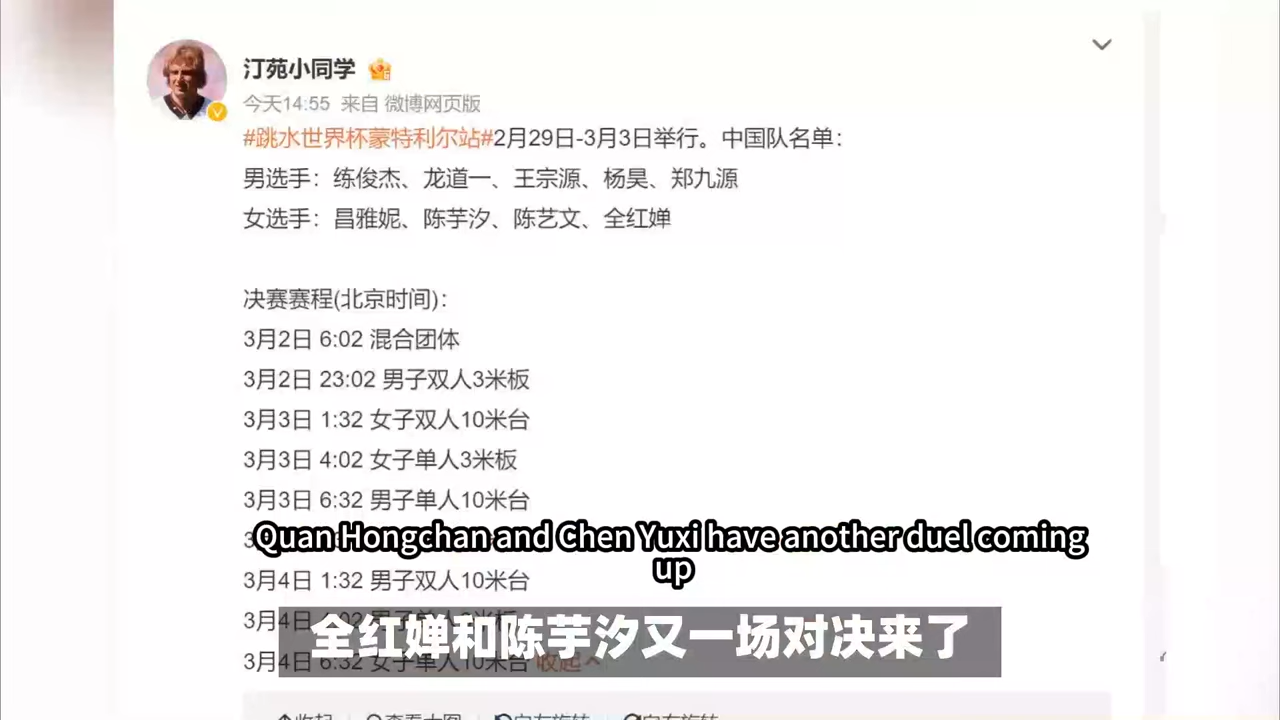 汀苑小同学
今天14:55 来自 微博网页版
#跳水世界杯蒙特利尔站#2月29日-3月3日举行。中国队名单：
男选手：练俊杰、龙道一、王宗源、杨昊、郑九源
女选手：昌雅妮、陈芋汐、陈艺文、全红婵
决赛赛程(北京时间)：
3月2日 6:02 混合团体
3月2日 23:02 男子双人3米板
3月3日 1:32 女子双人10米台
3月3日 4:02 女子单人3米板
3月3日 6:32 男子单人10米台
Quan Hongchan and Chen Yuxi have another duel coming
up
3月4日 1:32 男子双人10米台
3月4日
全红婵和陈芋汐又一场对决来了
3月4日 6:32 女子单人10米台 收起